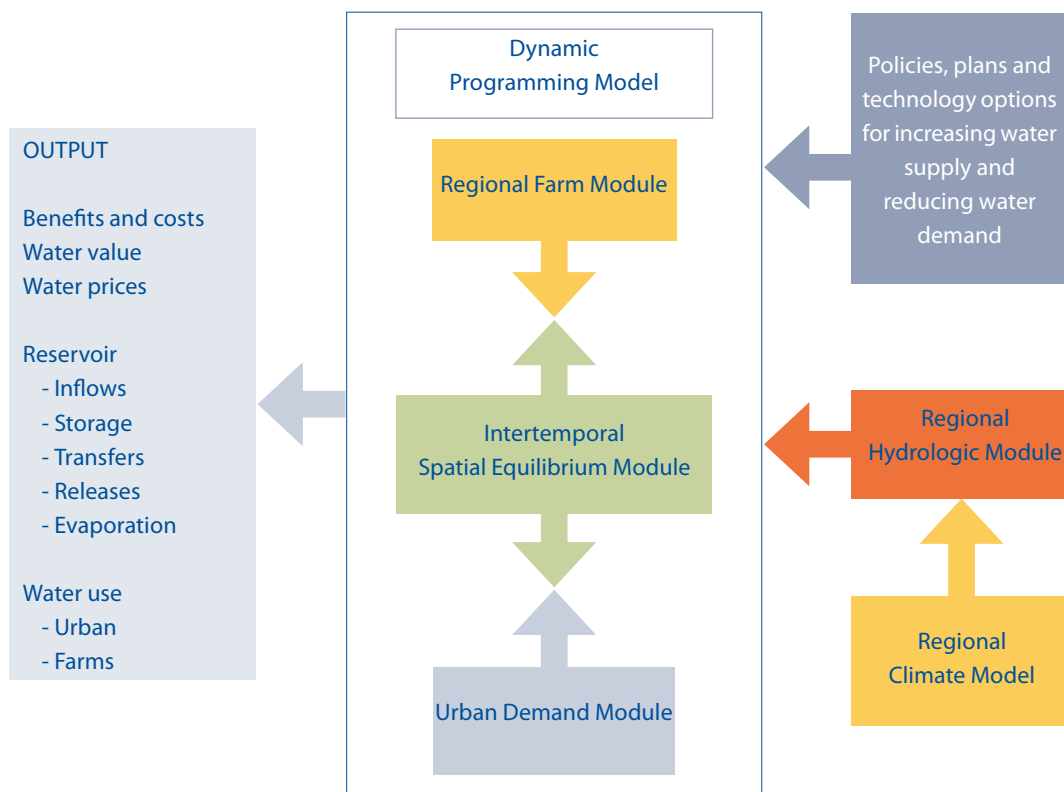 OUTPUT
Benefits and costs
Water value
Water prices
Reservoir
- Inflows
- Storage
- Transfers
- Releases
- Evaporation
Water use
- Urban
- Farms
Dynamic
Programming Model
Regional Farm Module
Intertemporal
Spatial Equilibrium Module
Urban Demand Module
Policies, plans and
technology options
for increasing water
supply and
reducing water
demand
Regional
Hydrologic Module
Regional
Climate Model